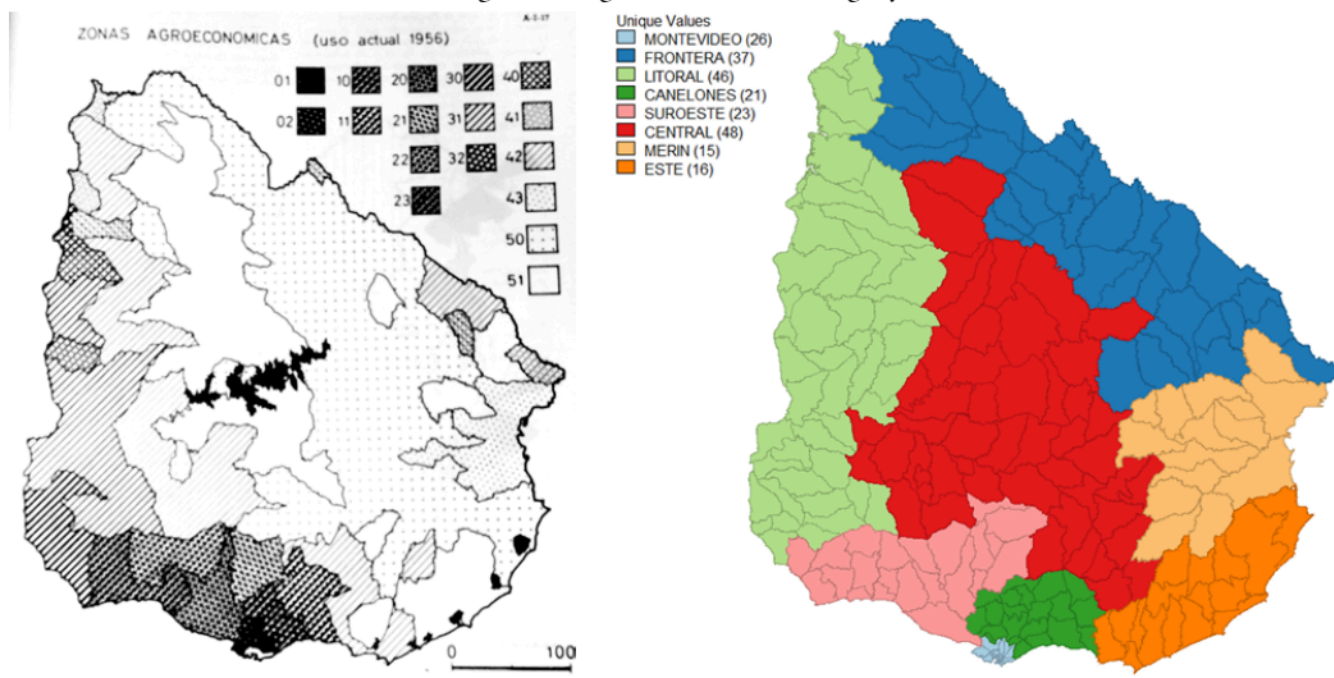 A-I-17
ZONAS AGROECONOMICAS (uso actual 1956)
01 10 20 30 40
02 11 21 31 41
22 32 42
23 43
50
51
0 100
Unique Values
MONTEVIDEO (26)
FRONTERA (37)
LITORAL (46)
CANELONES (21)
SUROESTE (23)
CENTRAL (48)
MERIN (15)
ESTE (16)